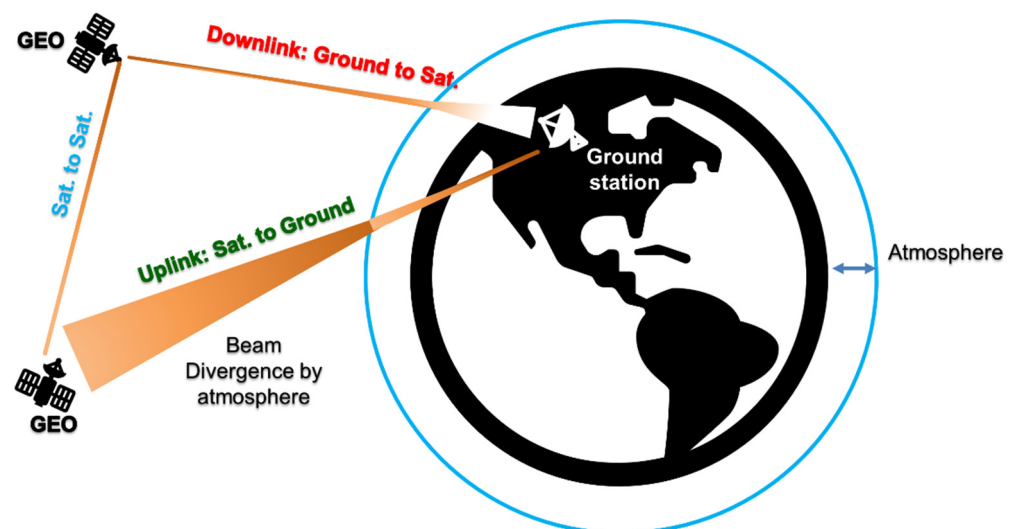 GEO
Downlink: Ground to Sat.
Sat. to Sat.
Ground
station
Uplink: Sat. to Ground
Atmosphere
Beam
Divergence by
atmosphere
GEO